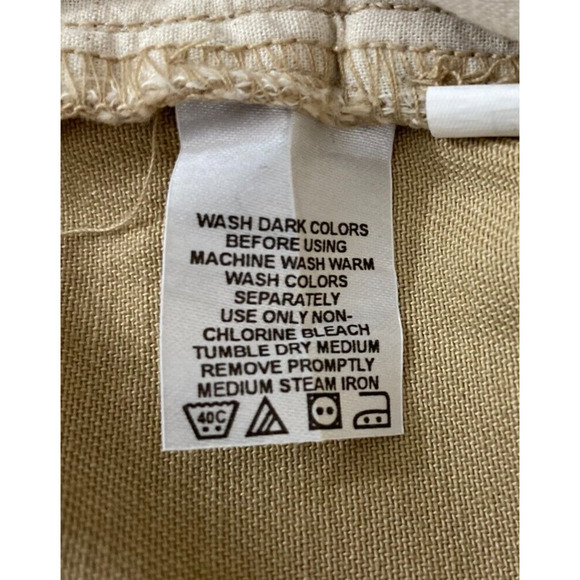 WASH DARK COLORS
BEFORE USING
MACHINE WASH WARM
WASH COLORS
SEPARATELY
USE ONLY NON-
CHLORINE BLEACH
TUMBLE DRY MEDIUM
REMOVE PROMPTLY
MEDIUM STEAM IRON
40C